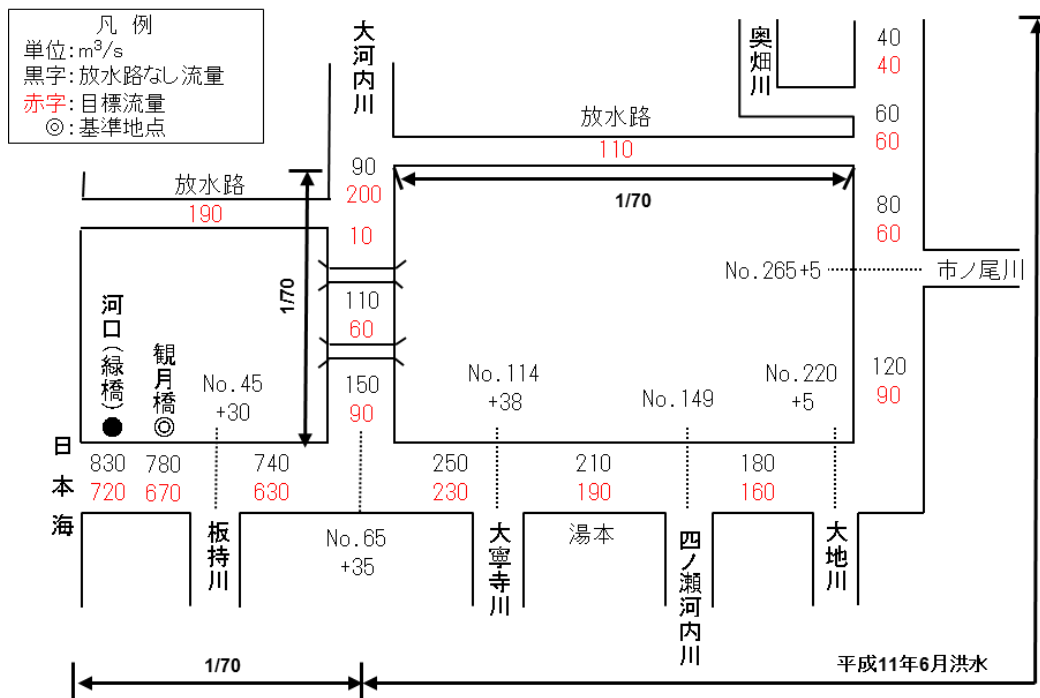 凡 例
単位:m³/s
黒字:放水路なし流量
赤字:目標流量
◎:基準地点
大河内川
奥畑川
40
40
60
60
放水路
110
1/70
90
200
放水路
190
10
80
60
No.265+5
市ノ尾川
1/70
110
60
河口(緑橋)
観月橋
No.45
+30
150
90
No.114
+38
No.149
No.220
+5
120
90
日本海
830
720
780
670
740
630
250
230
210
190
180
160
板持川
No.65
+35
大寧寺川
湯本
四ノ瀬河内川
大地川
1/70
平成11年6月洪水